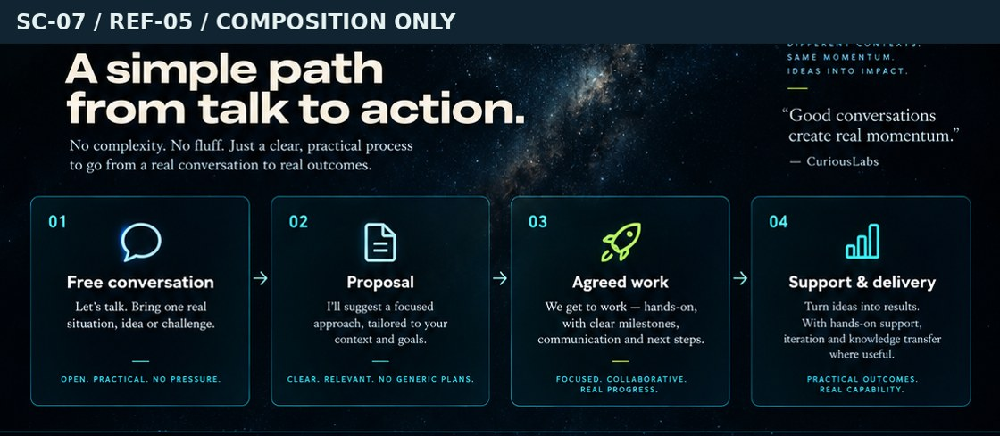 SC-07 / REF-05 / COMPOSITION ONLY
A simple path
from talk to action.
No complexity. No fluff. Just a clear, practical process
to go from a real conversation to real outcomes.
DIFFERENT CONTEXTS.
SAME MOMENTUM.
IDEAS INTO IMPACT.
“Good conversations
create real momentum.”
— CuriousLabs
01
Free conversation
Let’s talk. Bring one real
situation, idea or challenge.
OPEN. PRACTICAL. NO PRESSURE.
02
Proposal
I’ll suggest a focused
approach, tailored to your
context and goals.
CLEAR. RELEVANT. NO GENERIC PLANS.
03
Agreed work
We get to work — hands-on,
with clear milestones,
communication and next steps.
FOCUSED. COLLABORATIVE.
REAL PROGRESS.
04
Support & delivery
Turn ideas into results.
With hands-on support,
iteration and knowledge transfer
where useful.
PRACTICAL OUTCOMES.
REAL CAPABILITY.